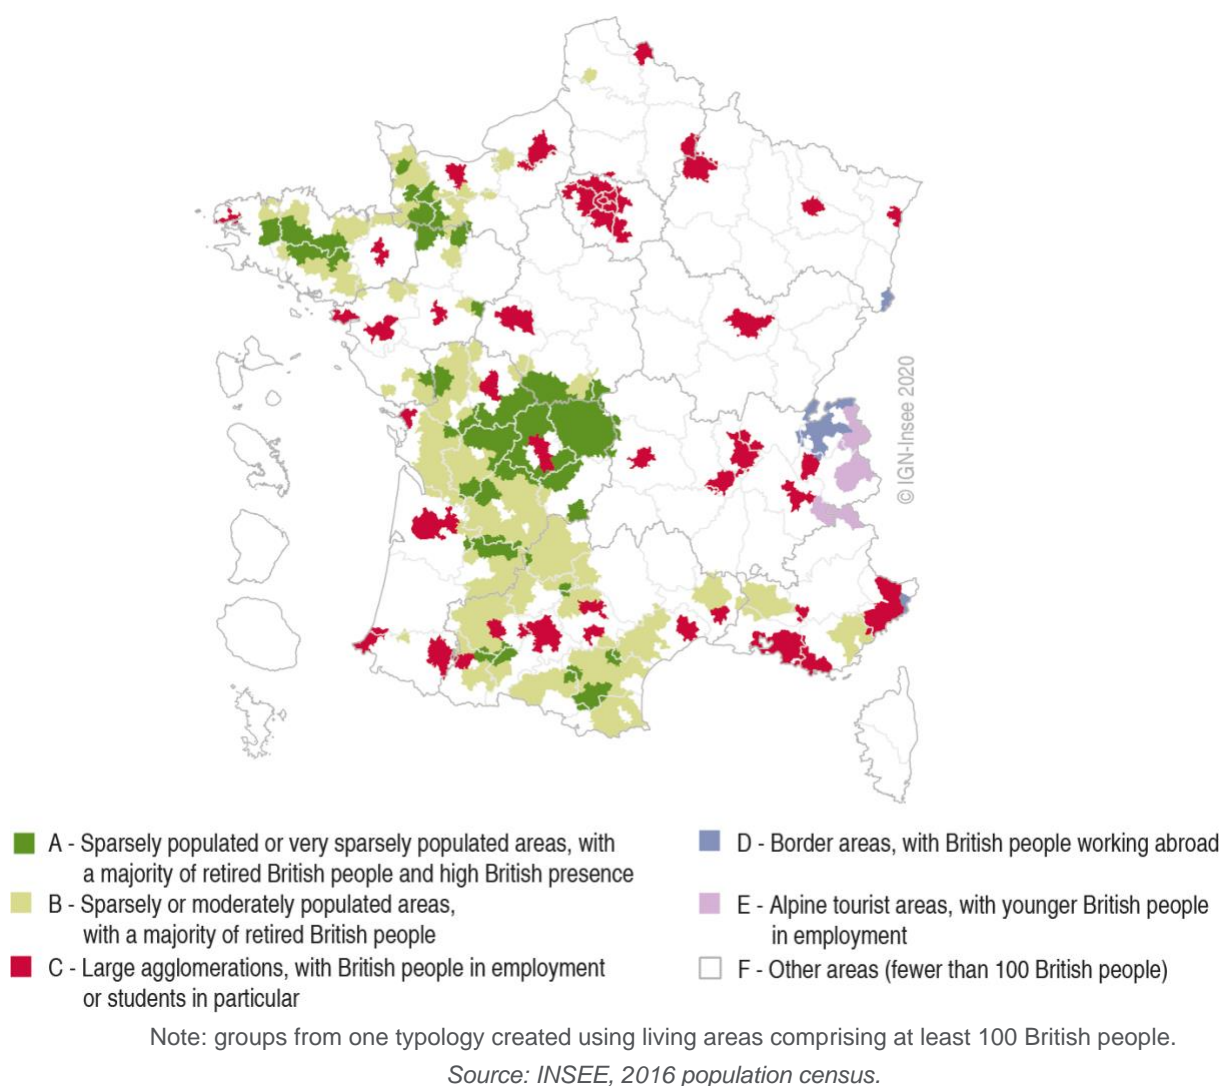 © IGN-Insee 2020
A - Sparsely populated or very sparsely populated areas, with
a majority of retired British people and high British presence
B - Sparsely or moderately populated areas,
with a majority of retired British people
C - Large agglomerations, with British people in employment
or students in particular
D - Border areas, with British people working abroad
E - Alpine tourist areas, with younger British people
in employment
F - Other areas (fewer than 100 British people)
Note: groups from one typology created using living areas comprising at least 100 British people.
Source: INSEE, 2016 population census.